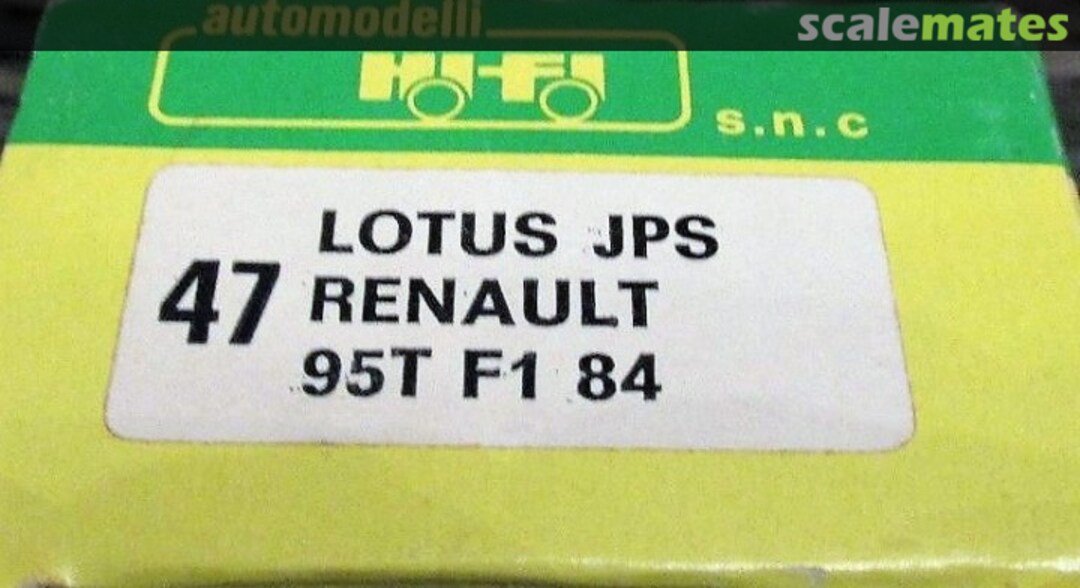 scalemates
automodelli
HI-FI
s.n.c
47
LOTUS JPS
RENAULT
95T F1 84